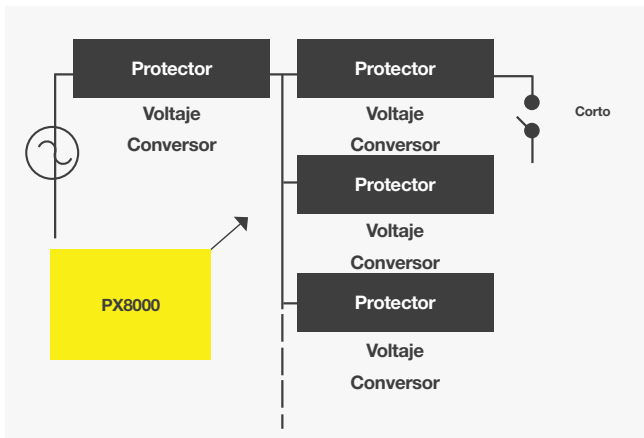 Protector
Voltaje
Conversor
Protector
Voltaje
Conversor
Corto
Protector
Voltaje
Conversor
PX8000
Protector
Voltaje
Conversor